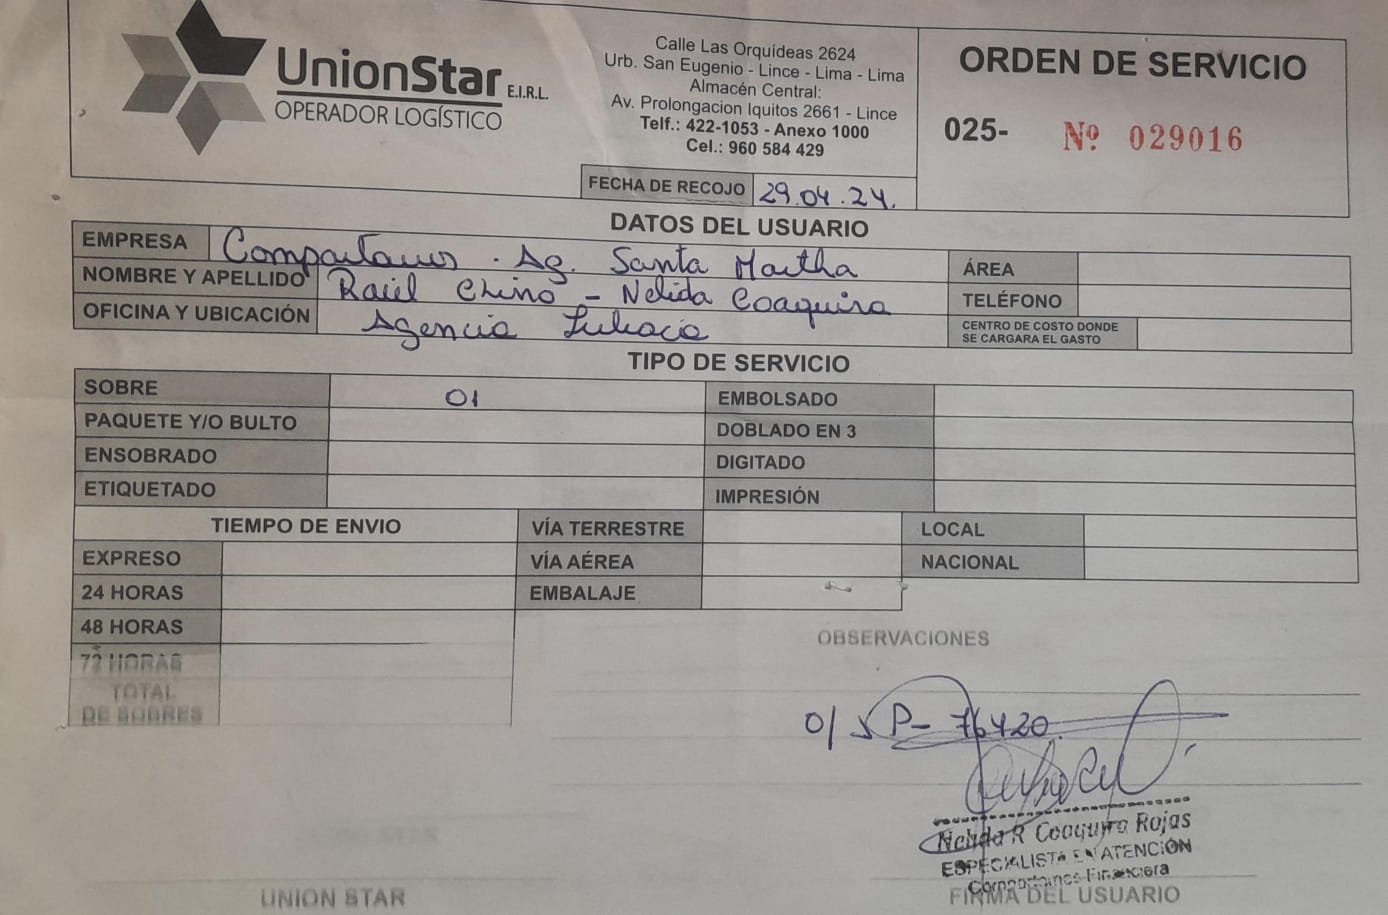 UnionStar E.I.R.L.
OPERADOR LOGÍSTICO
Calle Las Orquídeas 2624
Urb. San Eugenio - Lince - Lima - Lima
Almacén Central:
Av. Prolongacion Iquitos 2661 - Lince
Telf.: 422-1053 - Anexo 1000
Cel.: 960 584 429
ORDEN DE SERVICIO
025- Nº 029016
FECHA DE RECOJO 29.04.24.
DATOS DEL USUARIO
EMPRESA Compartamos . Ag. Santa Martha
ÁREA
NOMBRE Y APELLIDO Raúl Chino - Nelida Coaquira
TELÉFONO
OFICINA Y UBICACIÓN Agencia Juliaca
CENTRO DE COSTO DONDE
SE CARGARA EL GASTO
TIPO DE SERVICIO
SOBRE 01
EMBOLSADO
PAQUETE Y/O BULTO
DOBLADO EN 3
ENSOBRADO
DIGITADO
ETIQUETADO
IMPRESIÓN
TIEMPO DE ENVIO
VÍA TERRESTRE
LOCAL
EXPRESO
VÍA AÉREA
NACIONAL
24 HORAS
EMBALAJE
48 HORAS
OBSERVACIONES
72 HORAS
TOTAL
DE SOBRES
P- 76420
Nelida R Coaquira Rojas
ESPECIALISTA EN ATENCIÓN
Compartamos Financiera
UNION STAR
FIRMA DEL USUARIO